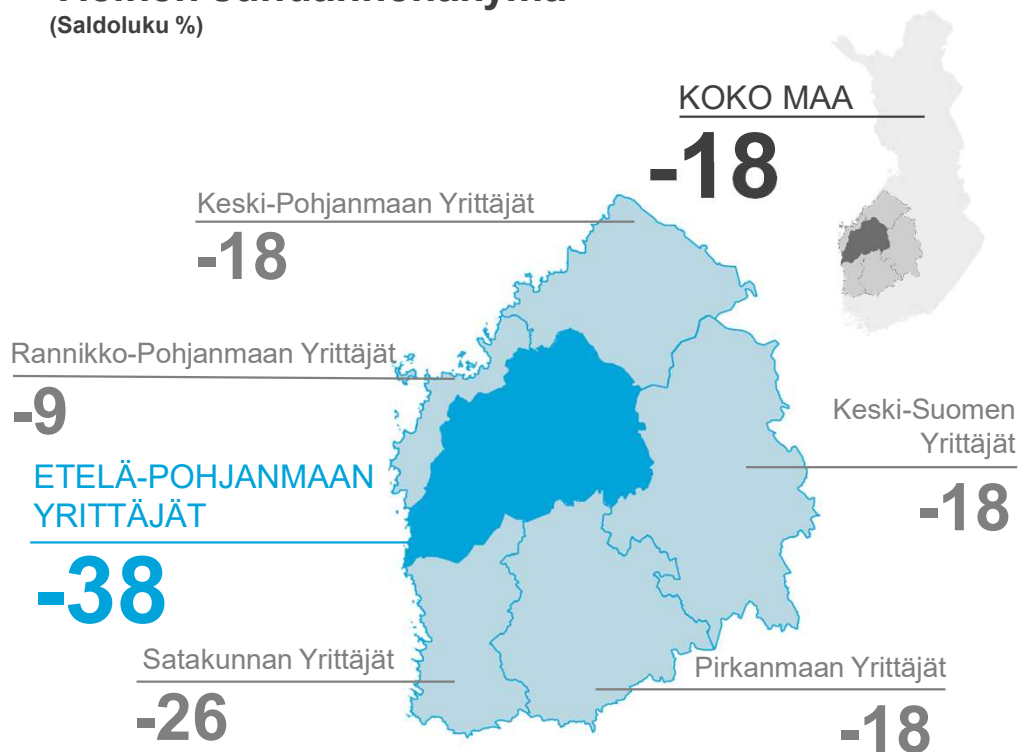 (Saldoluku %)
KOKO MAA
-18
Keski-Pohjanmaan Yrittäjät
-18
Rannikko-Pohjanmaan Yrittäjät
-9
Keski-Suomen
Yrittäjät
-18
ETELÄ-POHJANMAAN
YRITTÄJÄT
-38
Satakunnan Yrittäjät
-26
Pirkanmaan Yrittäjät
-18